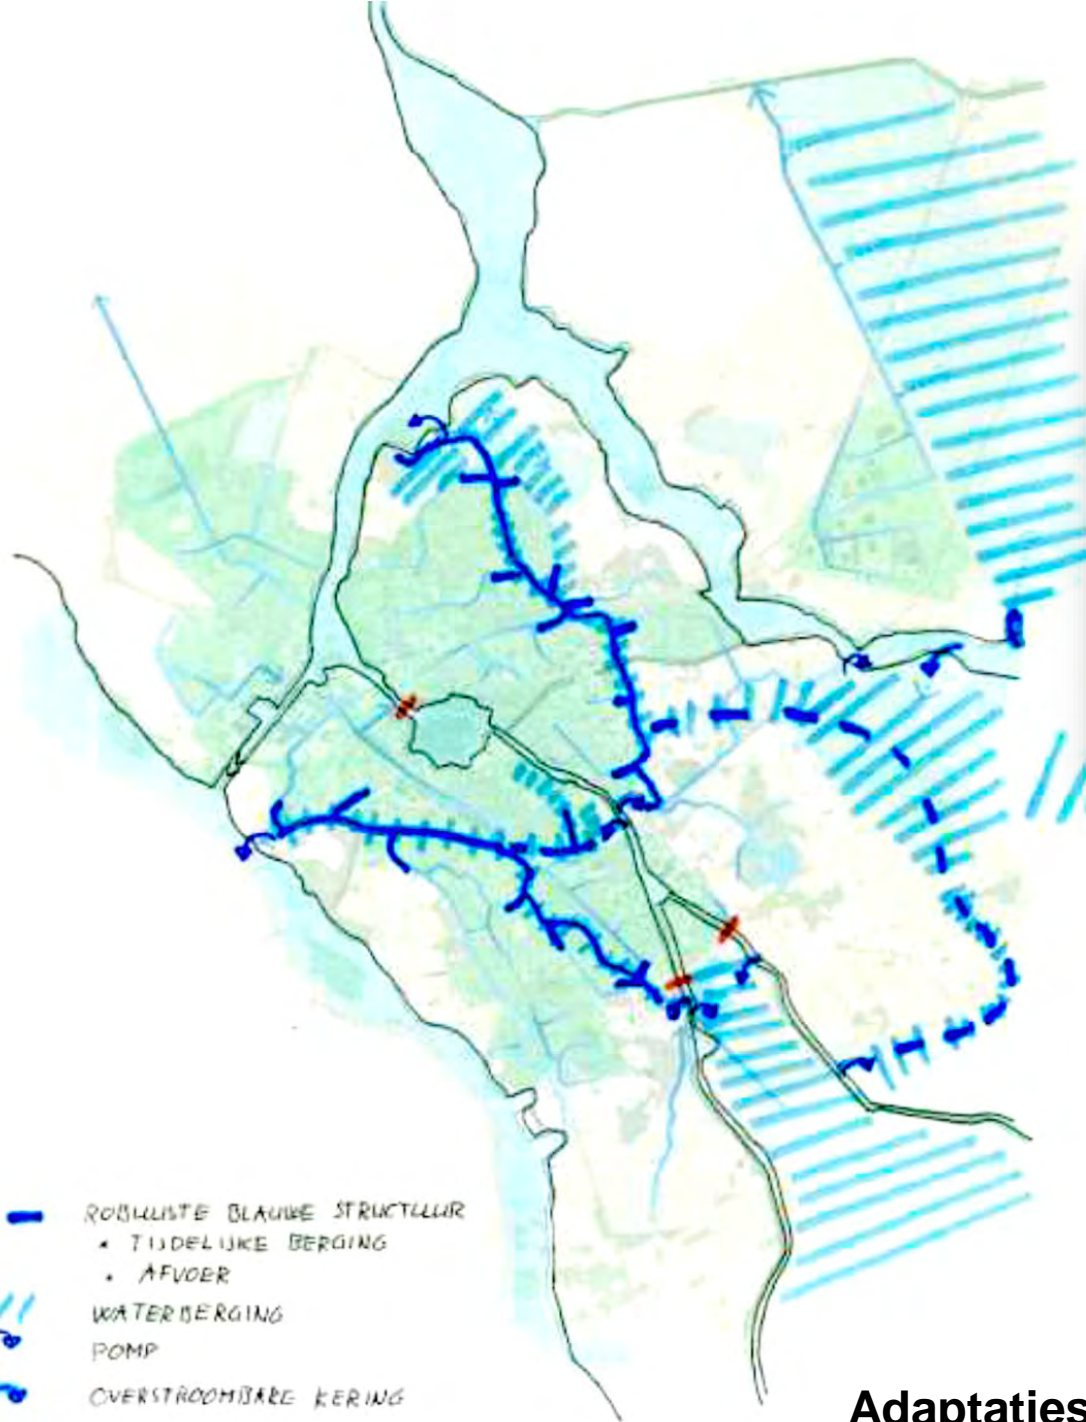 ROBUUSTE BLAUWE STRUCTUUR
• TIJDELIJKE BERGING
• AFVOER
WATERBERGING
POMP
OVERSTROOMBARE KERING
Adaptaties